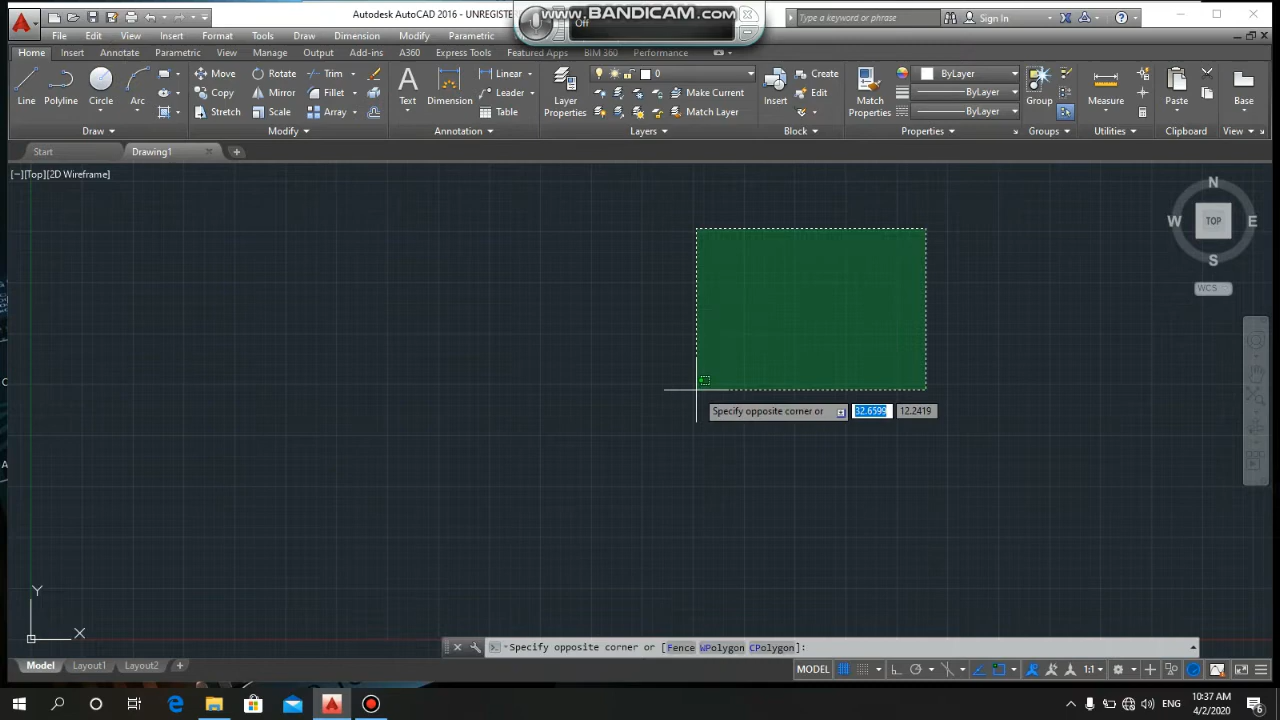 Autodesk AutoCAD 2016 - UNREGISTE
www.BANDICAM.com
Off
Type a keyword or phrase
Sign In
File Edit View Insert Format Tools Draw Dimension Modify Parametric
Home Insert Annotate Parametric View Manage Output Add-ins A360 Express Tools Featured Apps BIM 360 Performance
Line Polyline Circle Arc
Move Rotate Trim
Copy Mirror Fillet
Stretch Scale Array
Text Dimension
Linear
Leader
Table
Layer Properties
0
Make Current
Match Layer
Insert
Create
Edit
Match Properties
ByLayer
ByLayer
ByLayer
Group
Measure
Paste
Base
Draw Modify Annotation Layers Block Properties Groups Utilities Clipboard View
Start Drawing1
[−][Top][2D Wireframe]
N
W TOP E
S
WCS
Specify opposite corner or 32.6599 12.2419
Y
X
Specify opposite corner or [Fence WPolygon CPolygon]:
Model Layout1 Layout2
MODEL 1:1
10:37 AM
ENG
4/2/2020
6